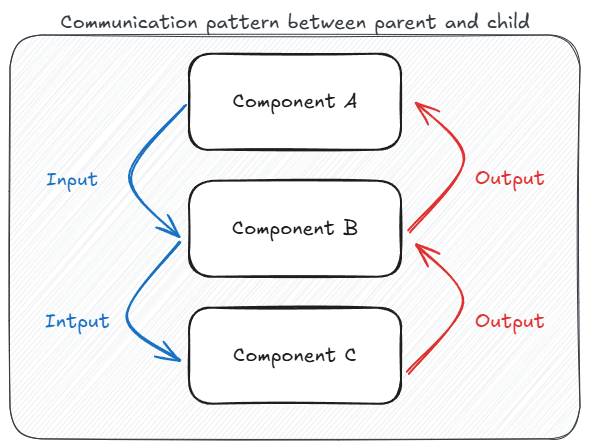 Communication pattern between parent and child
Component A
Input
Output
Component B
Intput
Output
Component C